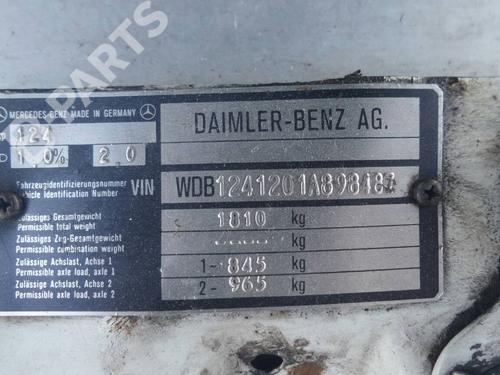 PARTS
MERCEDES-BENZ MADE IN GERMANY
124
D 1,0% 2,0
DAIMLER-BENZ AG.
Fahrzeugidentifizierungsnummer
Vehicle Identification Number VIN
Zulässiges Gesamtgewicht
Permissible total weight 1810 kg
Zulässiges Zug-Gesamtgewicht
Permissible combination weight kg
Zulässige Achslast, Achse 1
Permissible axle load, axle 1 1- 845 kg
Zulässige Achslast, Achse 2
Permissible axle load, axle 2 2- 965 kg